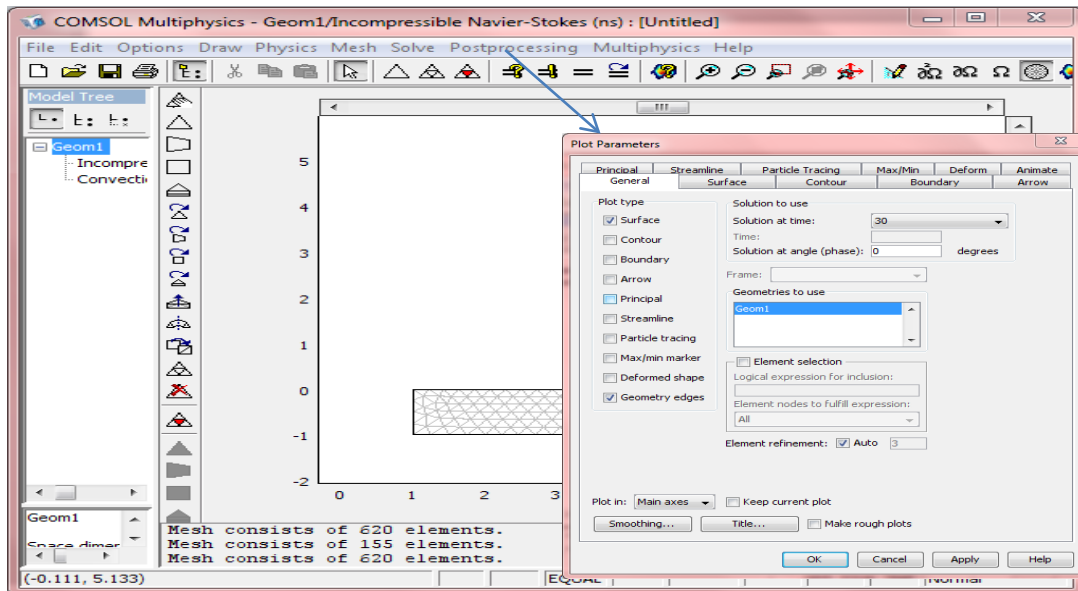 COMSOL Multiphysics - Geom1/Incompressible Navier-Stokes (ns) : [Untitled]
File Edit Options Draw Physics Mesh Solve Postprocessing Multiphysics Help
Model Tree
Geom1
Incompre
Convecti
5
4
3
2
1
0
-1
-2
0 1 2 3
Geom1
Space dimer
Mesh consists of 620 elements.
Mesh consists of 155 elements.
Mesh consists of 620 elements.
(-0.111, 5.133)
EQUAL
Normal
Plot Parameters
Principal Streamline Particle Tracing Max/Min Deform Animate
General Surface Contour Boundary Arrow
Plot type
Surface
Contour
Boundary
Arrow
Principal
Streamline
Particle tracing
Max/min marker
Deformed shape
Geometry edges
Solution to use
Solution at time: 30
Time:
Solution at angle (phase): 0 degrees
Frame:
Geometries to use
Geom1
Element selection
Logical expression for inclusion:
Element nodes to fulfill expression:
All
Element refinement: Auto 3
Plot in: Main axes Keep current plot
Smoothing... Title... Make rough plots
OK Cancel Apply Help